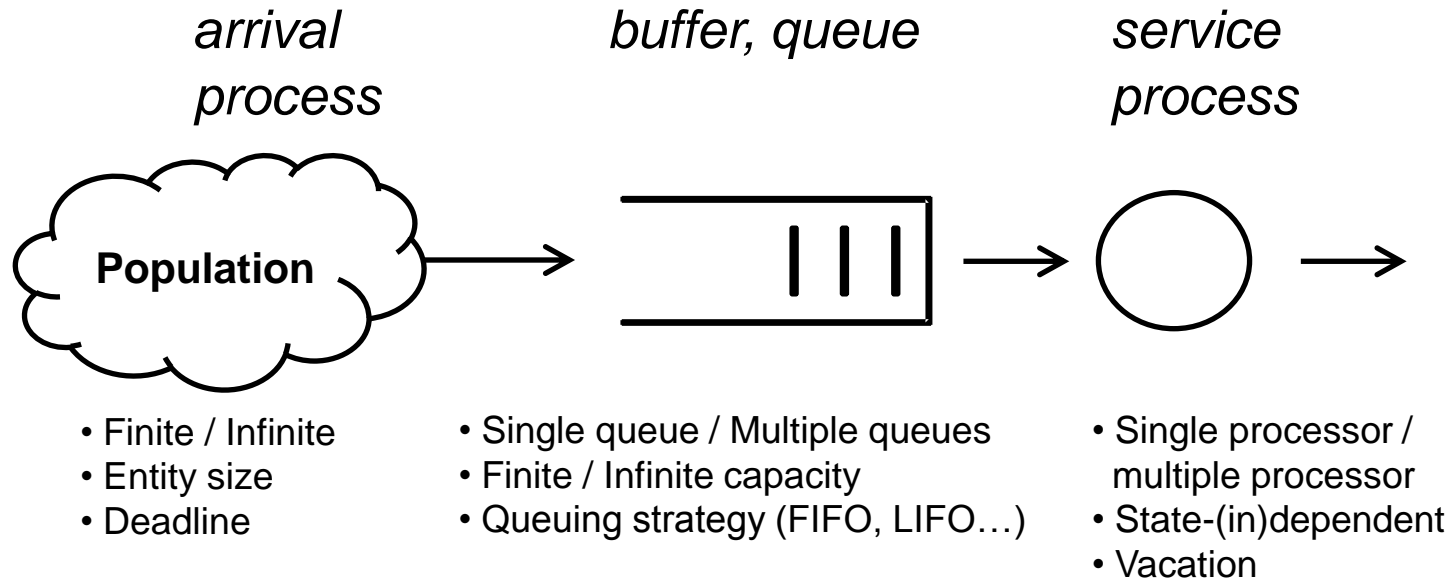 arrival
process
buffer, queue
service
process
Population
• Finite / Infinite
• Entity size
• Deadline
• Single queue / Multiple queues
• Finite / Infinite capacity
• Queuing strategy (FIFO, LIFO…)
• Single processor /
multiple processor
• State-(in)dependent
• Vacation